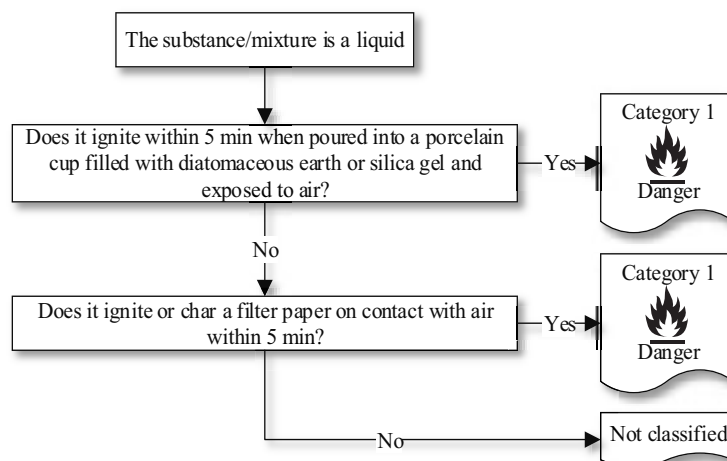 The substance/mixture is a liquid
Does it ignite within 5 min when poured into a porcelain
cup filled with diatomaceous earth or silica gel and
exposed to air?
Yes
Category 1
Danger
No
Does it ignite or char a filter paper on contact with air
within 5 min?
Yes
Category 1
Danger
No
Not classified